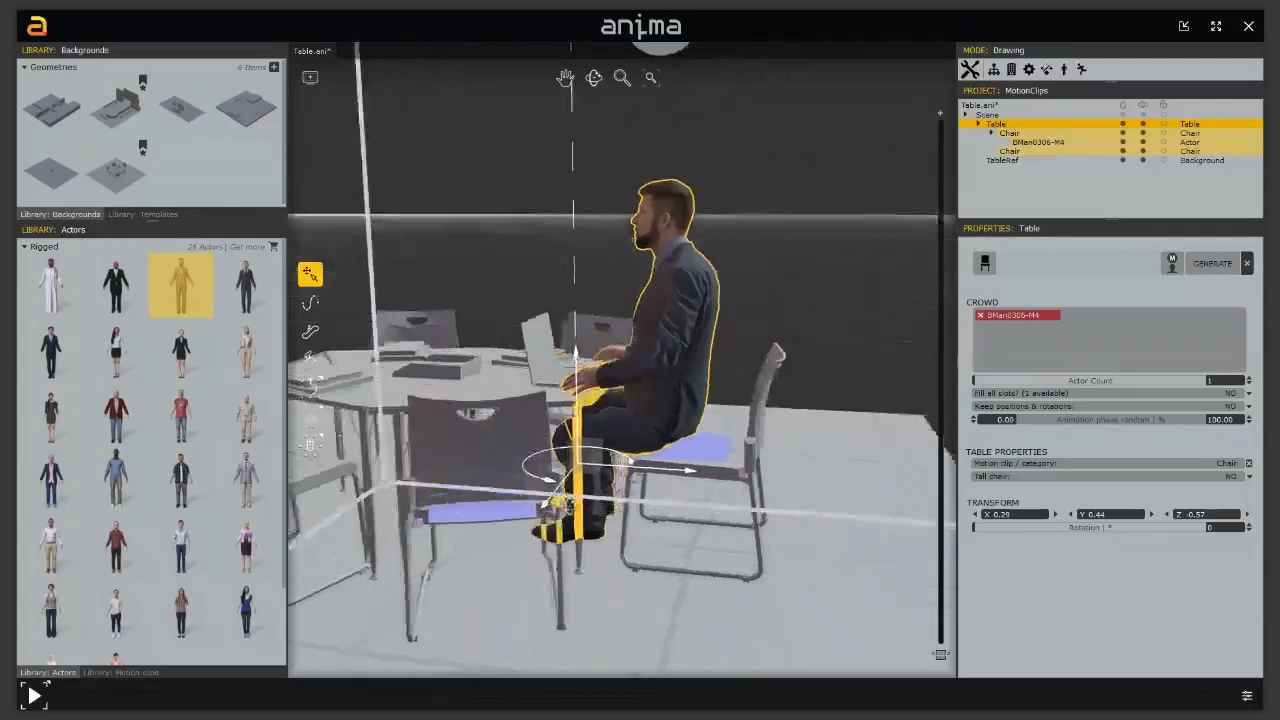 a
anima
LIBRARY: Backgrounds
Geometries
6 Items
Library: Backgrounds
Library: Templates
LIBRARY: Actors
Rigged
26 Actors | Get more
Library: Actors
Library: Motion clips
Table.ani*
MODE: Drawing
PROJECT: MotionClips
Table.ani*
Scene
Table Table
Chair Chair
BMan0306-M4 Actor
Chair Chair
TableRef Background
PROPERTIES: Table
M
GENERATE
CROWD
BMan0306-M4
Actor Count 1
Fill all slots? (1 available) NO
Keep positions & rotations: NO
0.00 Animation phase random | % 100.00
TABLE PROPERTIES
Motion clip / category: Chair
Tall chair: NO
TRANSFORM
X 0.29 Y 0.44 Z -0.57
Rotation | ° 0